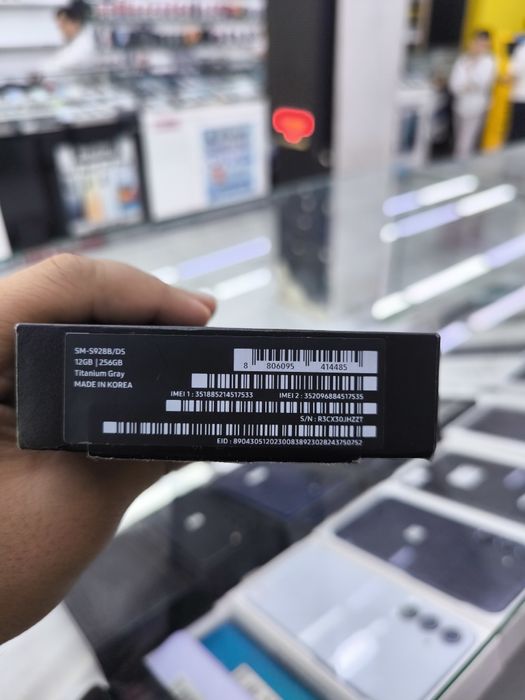 SM-S928B/DS
12GB | 256GB
Titanium Gray
MADE IN KOREA
8 806095 414485
IMEI 1 : 351885214517533 IMEI 2 : 352096884517535
S/N : R3CX30JHZZT
EID : 89043051202300838923028243750752